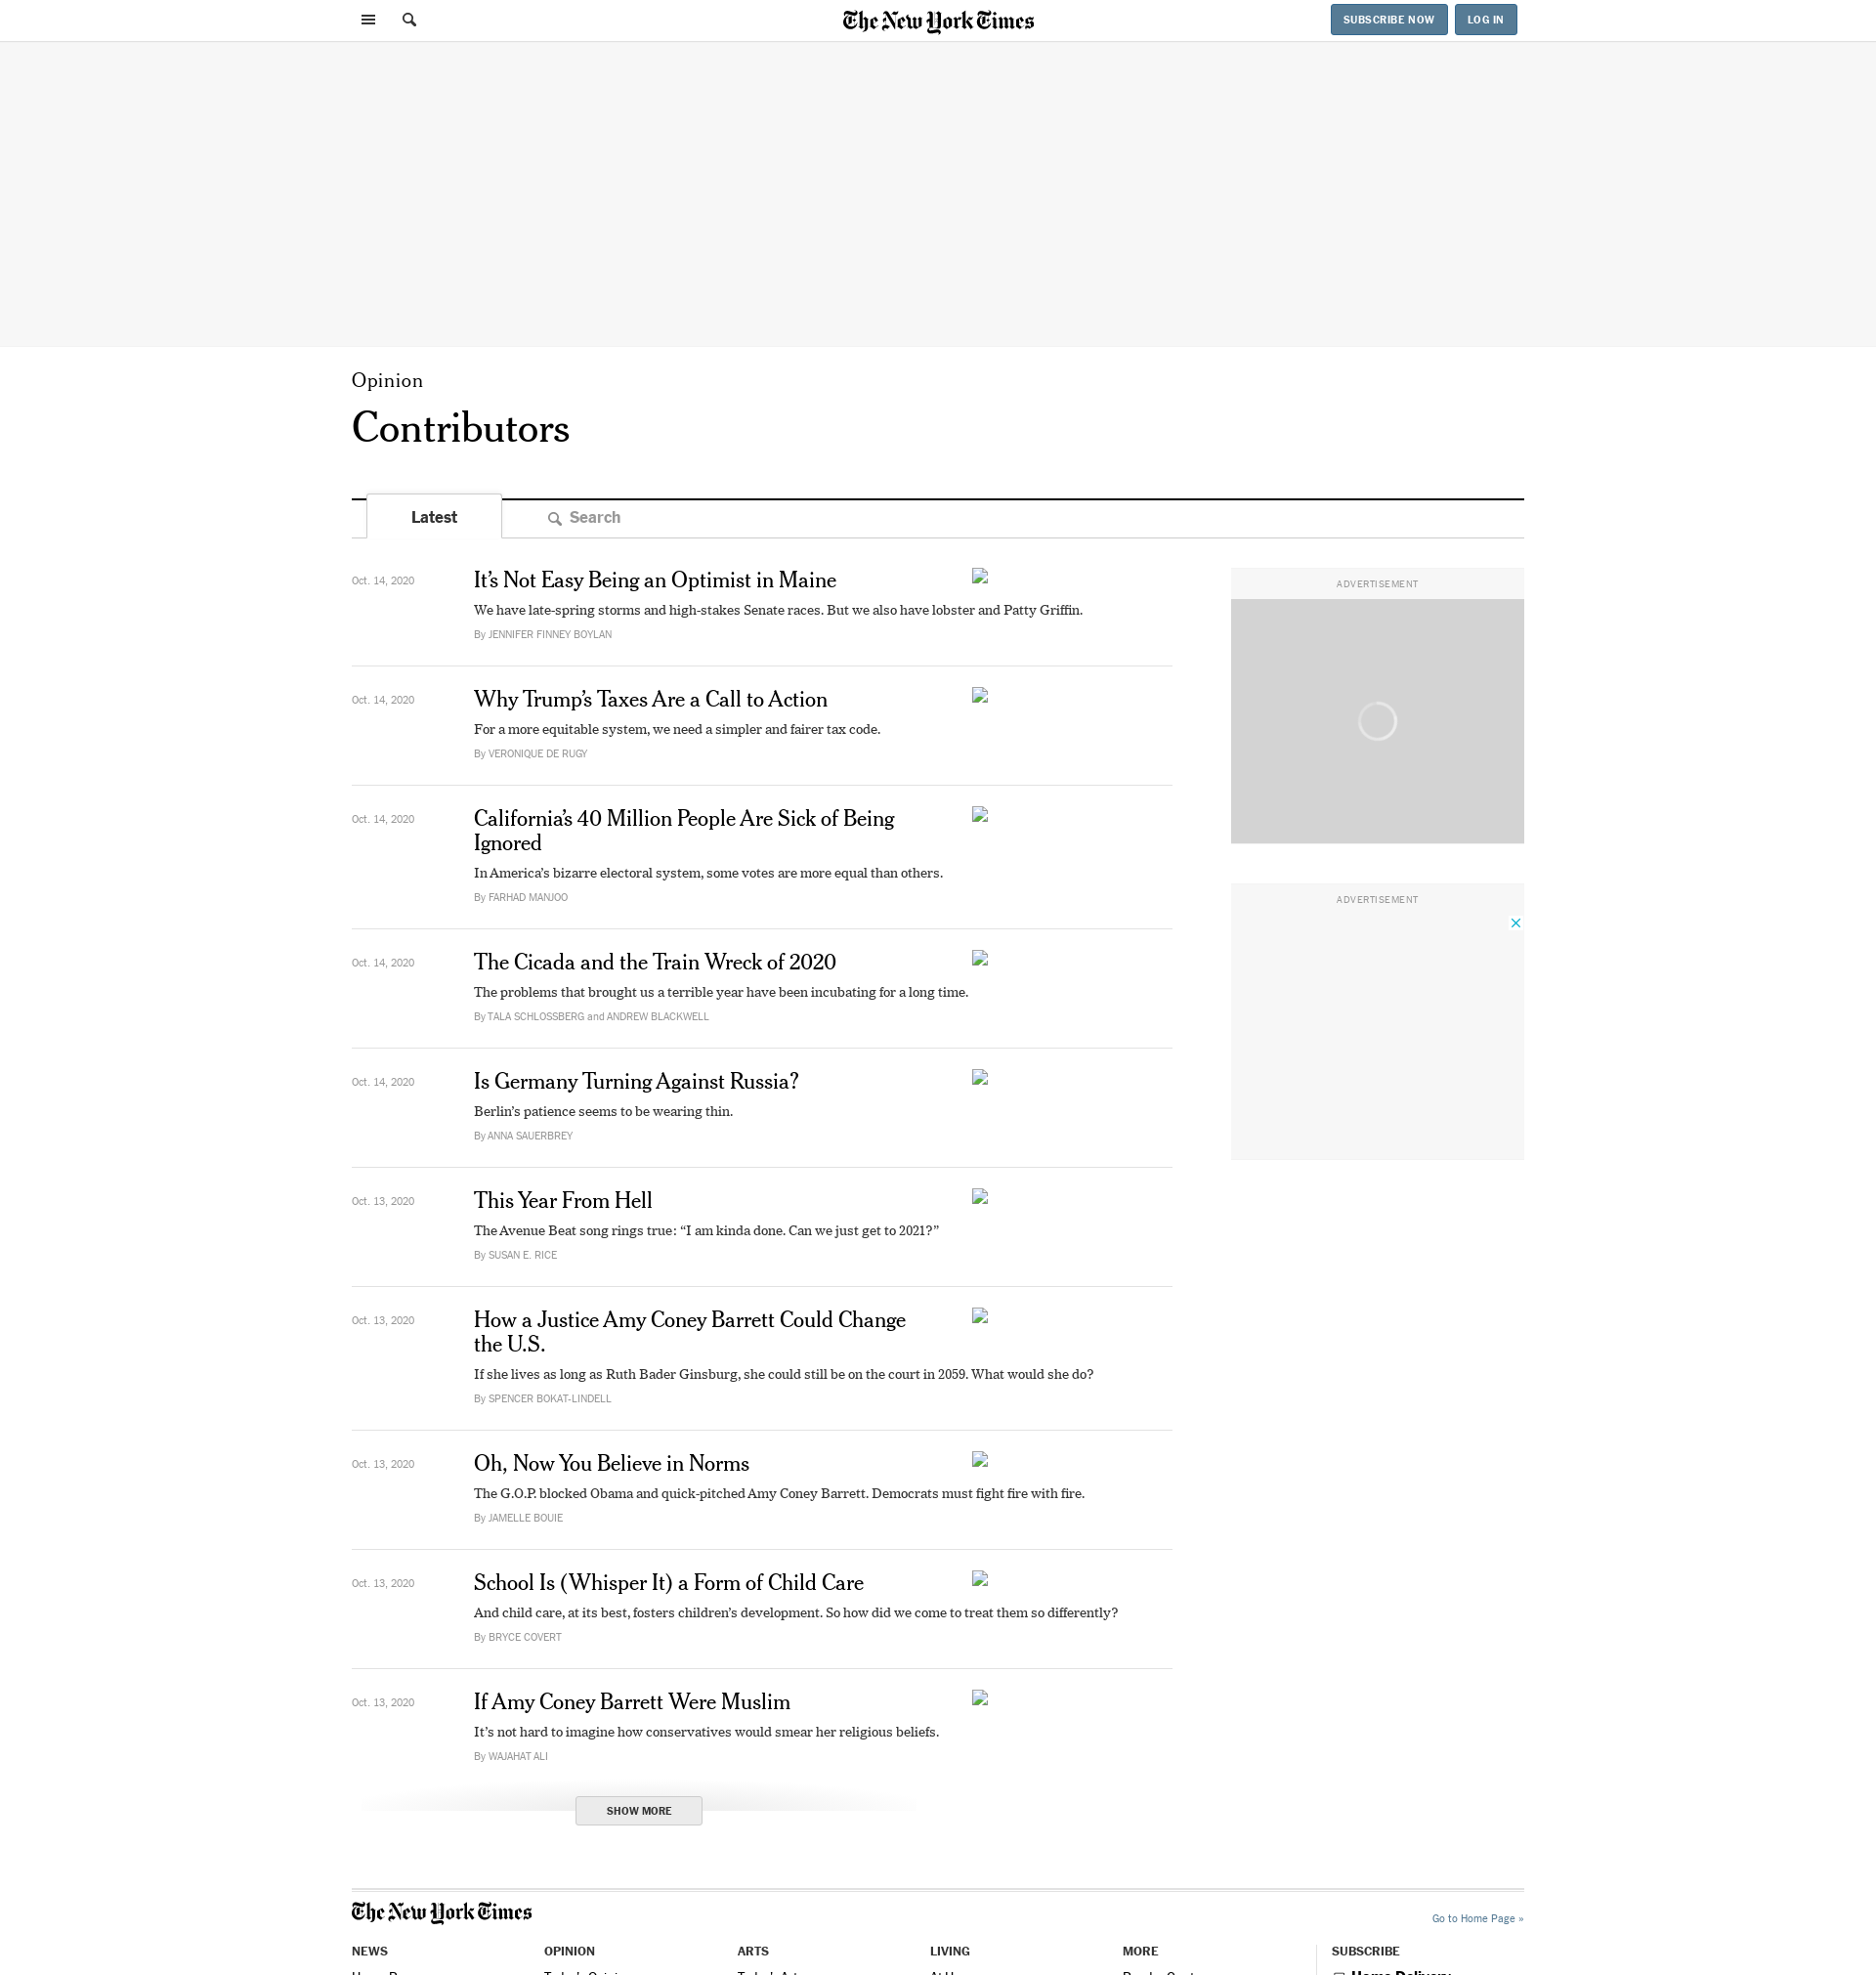 The New York Times
SUBSCRIBE NOW
LOG IN
Opinion
Contributors
Latest
Search
Oct. 14, 2020
It’s Not Easy Being an Optimist in Maine
We have late-spring storms and high-stakes Senate races. But we also have lobster and Patty Griffin.
By JENNIFER FINNEY BOYLAN
Oct. 14, 2020
Why Trump’s Taxes Are a Call to Action
For a more equitable system, we need a simpler and fairer tax code.
By VERONIQUE DE RUGY
Oct. 14, 2020
California’s 40 Million People Are Sick of Being
Ignored
In America’s bizarre electoral system, some votes are more equal than others.
By FARHAD MANJOO
Oct. 14, 2020
The Cicada and the Train Wreck of 2020
The problems that brought us a terrible year have been incubating for a long time.
By TALA SCHLOSSBERG and ANDREW BLACKWELL
Oct. 14, 2020
Is Germany Turning Against Russia?
Berlin’s patience seems to be wearing thin.
By ANNA SAUERBREY
Oct. 13, 2020
This Year From Hell
The Avenue Beat song rings true: “I am kinda done. Can we just get to 2021?”
By SUSAN E. RICE
Oct. 13, 2020
How a Justice Amy Coney Barrett Could Change
the U.S.
If she lives as long as Ruth Bader Ginsburg, she could still be on the court in 2059. What would she do?
By SPENCER BOKAT-LINDELL
Oct. 13, 2020
Oh, Now You Believe in Norms
The G.O.P. blocked Obama and quick-pitched Amy Coney Barrett. Democrats must fight fire with fire.
By JAMELLE BOUIE
Oct. 13, 2020
School Is (Whisper It) a Form of Child Care
And child care, at its best, fosters children’s development. So how did we come to treat them so differently?
By BRYCE COVERT
Oct. 13, 2020
If Amy Coney Barrett Were Muslim
It’s not hard to imagine how conservatives would smear her religious beliefs.
By WAJAHAT ALI
SHOW MORE
ADVERTISEMENT
ADVERTISEMENT
The New York Times
Go to Home Page »
NEWS
OPINION
ARTS
LIVING
MORE
SUBSCRIBE
Home Delivery